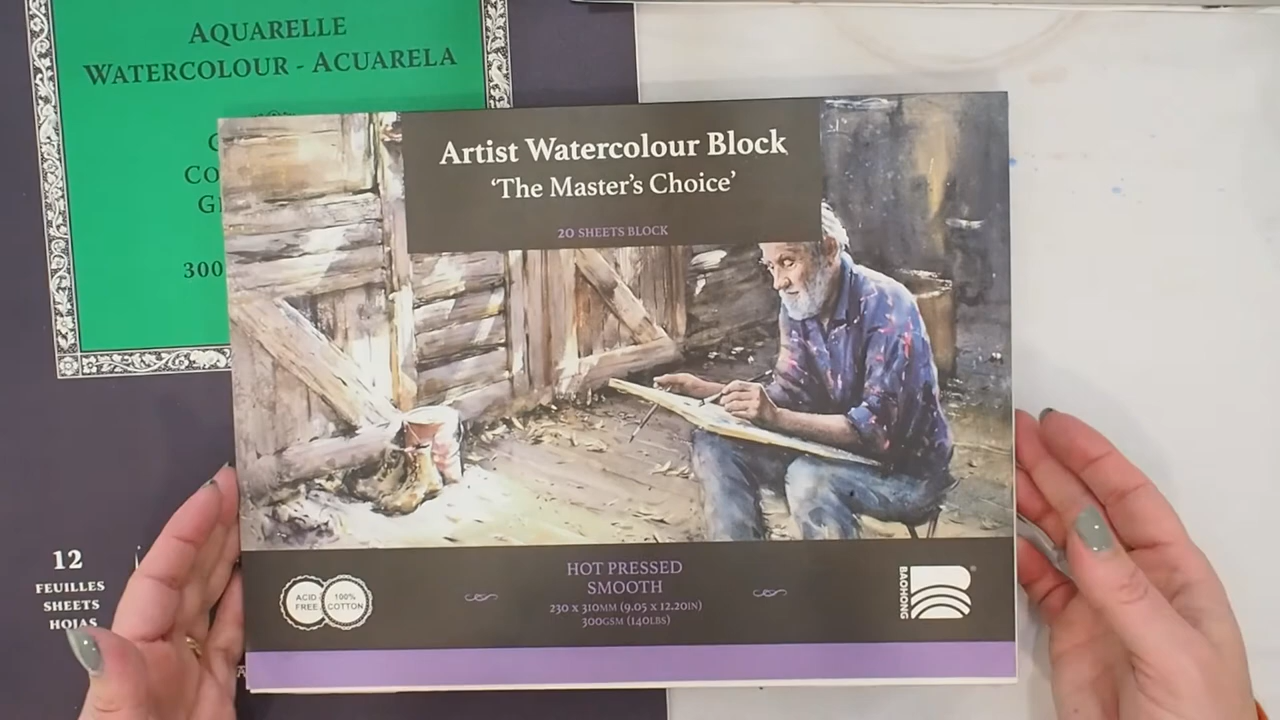 AQUARELLE
WATERCOLOUR - ACUARELA
300
12
FEUILLES
SHEETS
HOJAS
Artist Watercolour Block
‘The Master’s Choice’
20 SHEETS BLOCK
HOT PRESSED
SMOOTH
230 x 310MM (9.05 x 12.20IN)
300GSM (140LBS)
ACID FREE
100% COTTON
BAOHONG